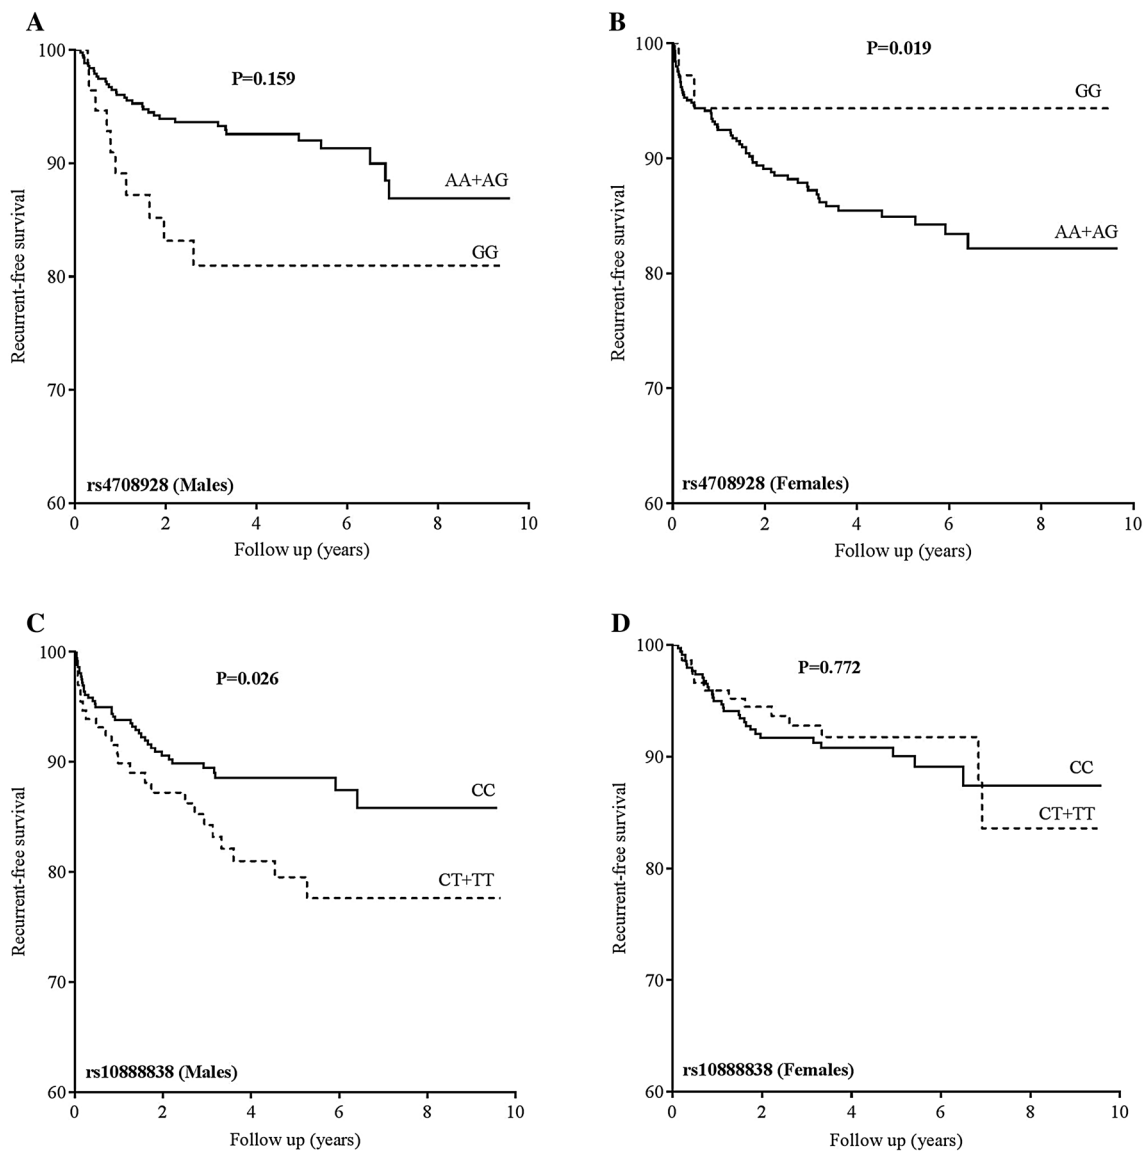 A
P=0.159
100
90
80
70
60
Recurrent-free survival
AA+AG
GG
rs4708928 (Males)
0 2 4 6 8 10
Follow up (years)
B
P=0.019
100
90
80
70
60
Recurrent-free survival
GG
AA+AG
rs4708928 (Females)
0 2 4 6 8 10
Follow up (years)
C
P=0.026
100
90
80
70
60
Recurrent-free survival
CC
CT+TT
rs10888838 (Males)
0 2 4 6 8 10
Follow up (years)
D
P=0.772
100
90
80
70
60
Recurrent-free survival
CC
CT+TT
rs10888838 (Females)
0 2 4 6 8 10
Follow up (years)